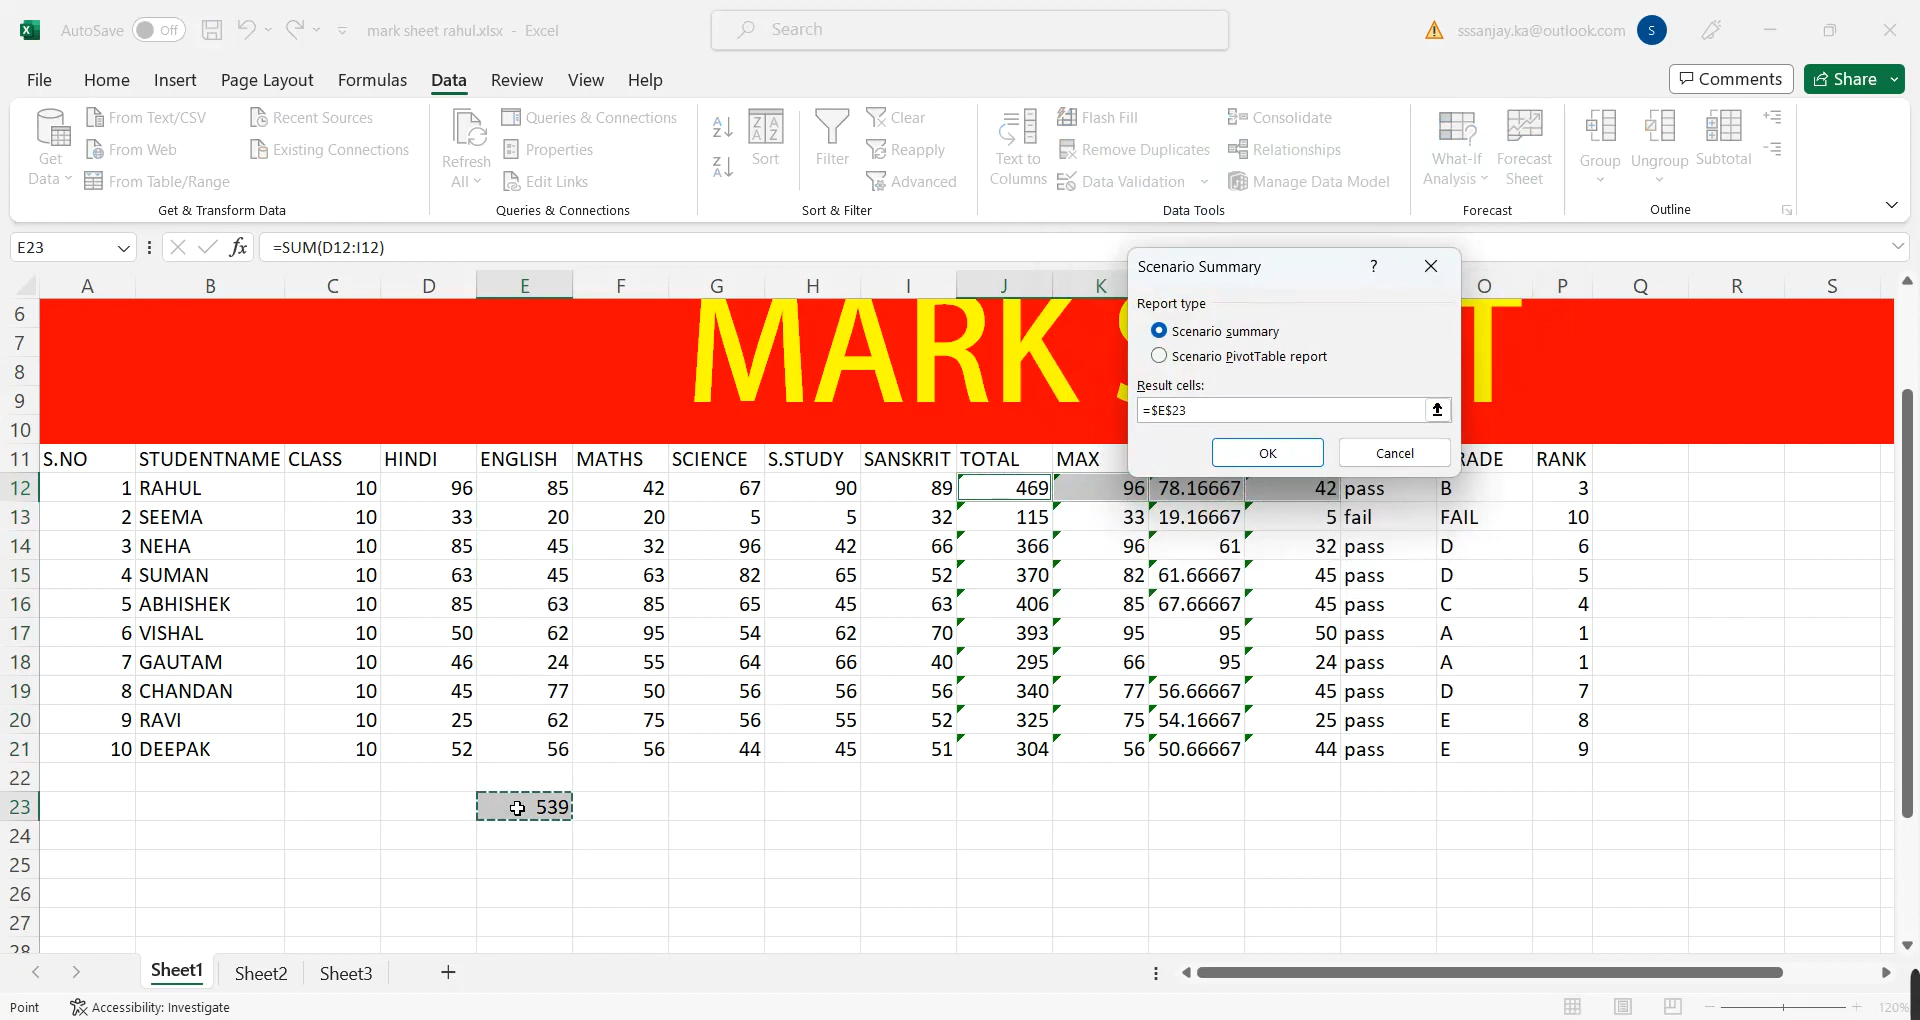 AutoSave Off mark sheet rahul.xlsx - Excel Search sssanjay.ka@outlook.com S
File Home Insert Page Layout Formulas Data Review View Help Comments Share
Get Data From Text/CSV From Web From Table/Range Recent Sources Existing Connections
Get & Transform Data
Refresh All Queries & Connections Properties Edit Links
Queries & Connections
A Z Z A Sort Filter Clear Reapply Advanced
Sort & Filter
Text to Columns Flash Fill Remove Duplicates Data Validation Consolidate Relationships Manage Data Model
Data Tools
What-If Analysis Forecast Sheet
Forecast
Group Ungroup Subtotal
Outline
E23 fx =SUM(D12:I12)
Scenario Summary ?
Report type
Scenario summary
Scenario PivotTable report
Result cells:
=$E$23
OK Cancel
A B C D E F G H I J K O P Q R S
6
7
8
9
10
MARK S T
11 S.NO STUDENTNAME CLASS HINDI ENGLISH MATHS SCIENCE S.STUDY SANSKRIT TOTAL MAX RADE RANK
12 1 RAHUL 10 96 85 42 67 90 89 469 96 78.16667 42 pass B 3
13 2 SEEMA 10 33 20 20 5 5 32 115 33 19.16667 5 fail FAIL 10
14 3 NEHA 10 85 45 32 96 42 66 366 96 61 32 pass D 6
15 4 SUMAN 10 63 45 63 82 65 52 370 82 61.66667 45 pass D 5
16 5 ABHISHEK 10 85 63 85 65 45 63 406 85 67.66667 45 pass C 4
17 6 VISHAL 10 50 62 95 54 62 70 393 95 95 50 pass A 1
18 7 GAUTAM 10 46 24 55 64 66 40 295 66 95 24 pass A 1
19 8 CHANDAN 10 45 77 50 56 56 56 340 77 56.66667 45 pass D 7
20 9 RAVI 10 25 62 75 56 55 52 325 75 54.16667 25 pass E 8
21 10 DEEPAK 10 52 56 56 44 45 51 304 56 50.66667 44 pass E 9
22
23 539
24
25
26
27
28
Sheet1 Sheet2 Sheet3
Point Accessibility: Investigate 120%